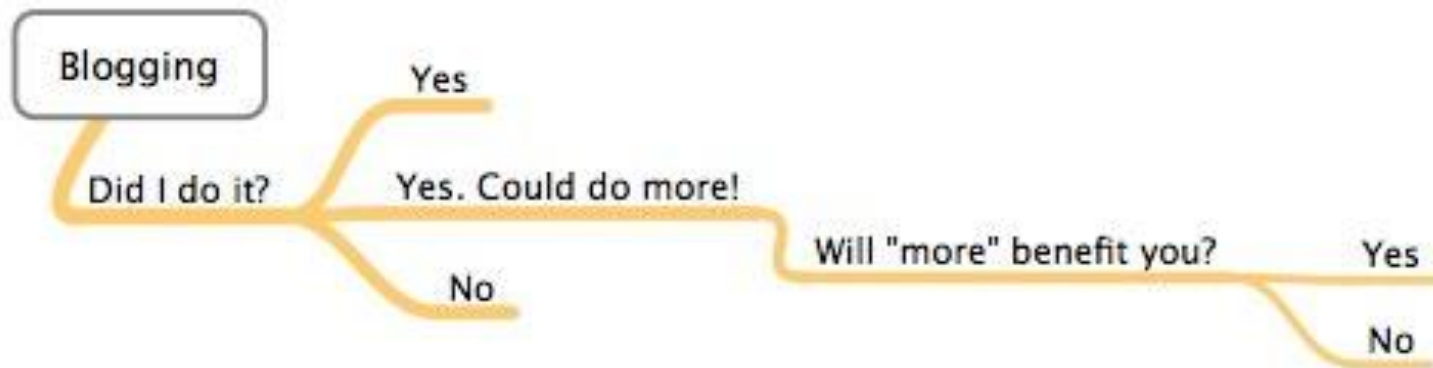 Blogging
Did I do it?
Yes
Yes. Could do more!
No
Will "more" benefit you?
Yes
No